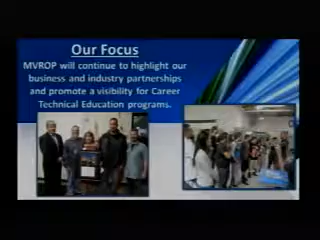 Our Focus
MVROP will continue to highlight our
business and industry partnerships
and promote a visibility for Career
Technical Education programs.